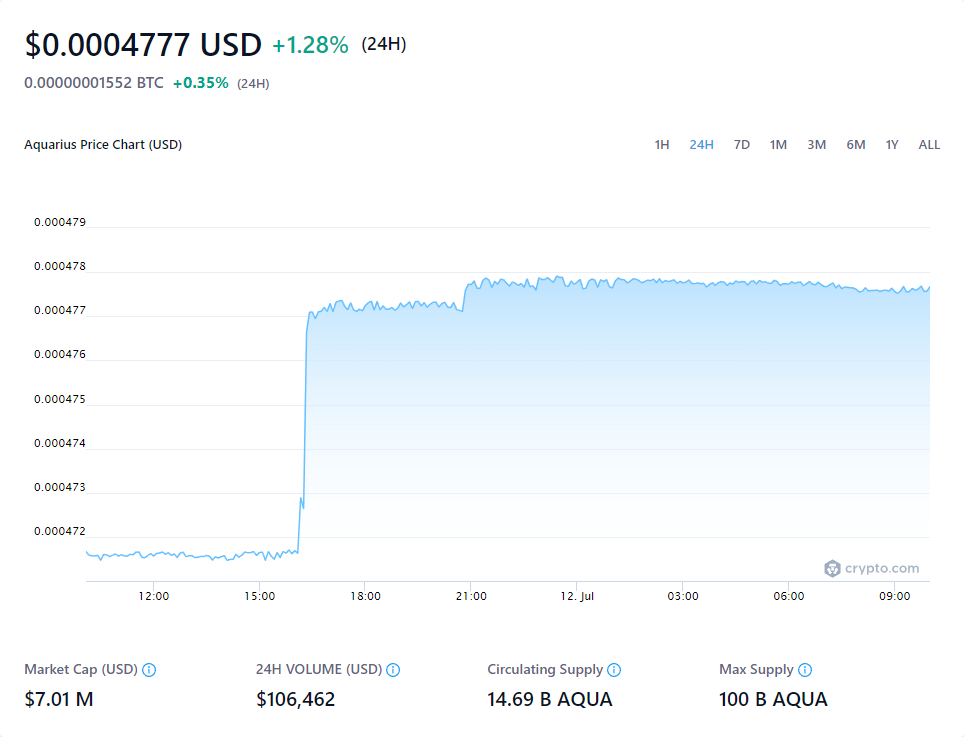 $0.0004777 USD +1.28% (24H)
0.00000001552 BTC +0.35% (24H)
Aquarius Price Chart (USD) 1H 24H 7D 1M 3M 6M 1Y ALL
0.000479
0.000478
0.000477
0.000476
0.000475
0.000474
0.000473
0.000472
crypto.com
12:00 15:00 18:00 21:00 12. Jul 03:00 06:00 09:00
Market Cap (USD) 24H VOLUME (USD) Circulating Supply Max Supply
$7.01 M $106,462 14.69 B AQUA 100 B AQUA